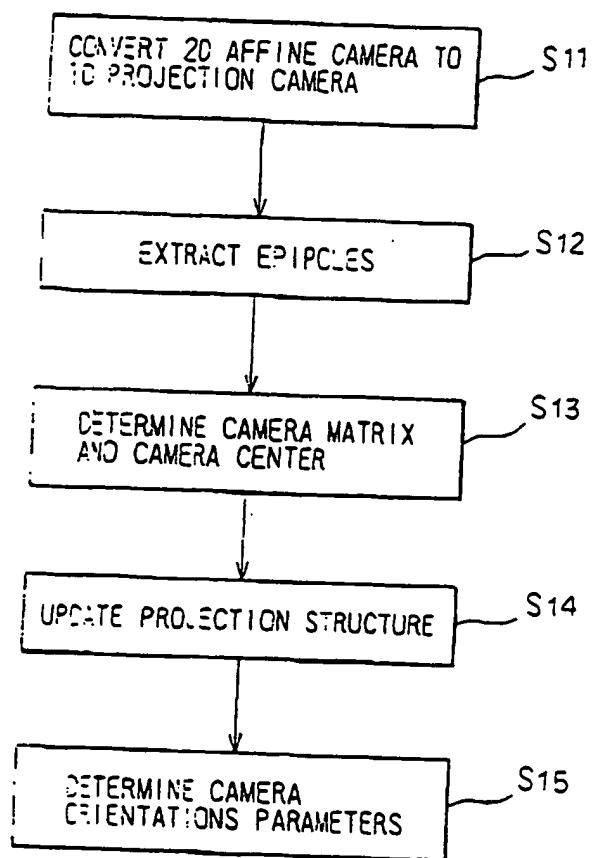 CONVERT 2D AFFINE CAMERA TO
1D PROJECTION CAMERA
S11
EXTRACT EPIPOLES
S12
DETERMINE CAMERA MATRIX
AND CAMERA CENTER
S13
UPDATE PROJECTION STRUCTURE
S14
DETERMINE CAMERA
ORIENTATIONS PARAMETERS
S15